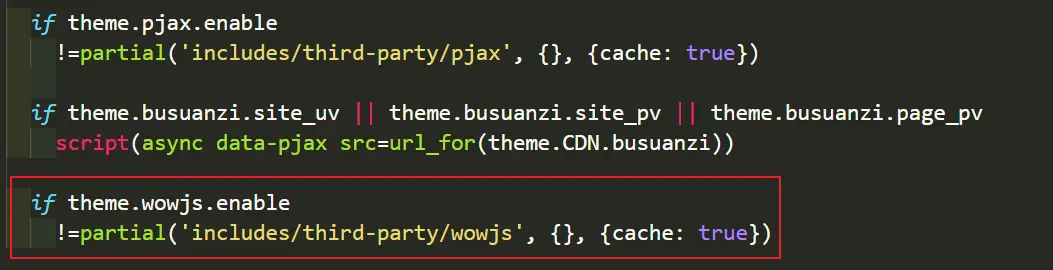 if theme.pjax.enable
!=partial('includes/third-party/pjax', {}, {cache: true})
if theme.busuanzi.site_uv || theme.busuanzi.site_pv || theme.busuanzi.page_pv
script(async data-pjax src=url_for(theme.CDN.busuanzi))
if theme.wowjs.enable
!=partial('includes/third-party/wowjs', {}, {cache: true})